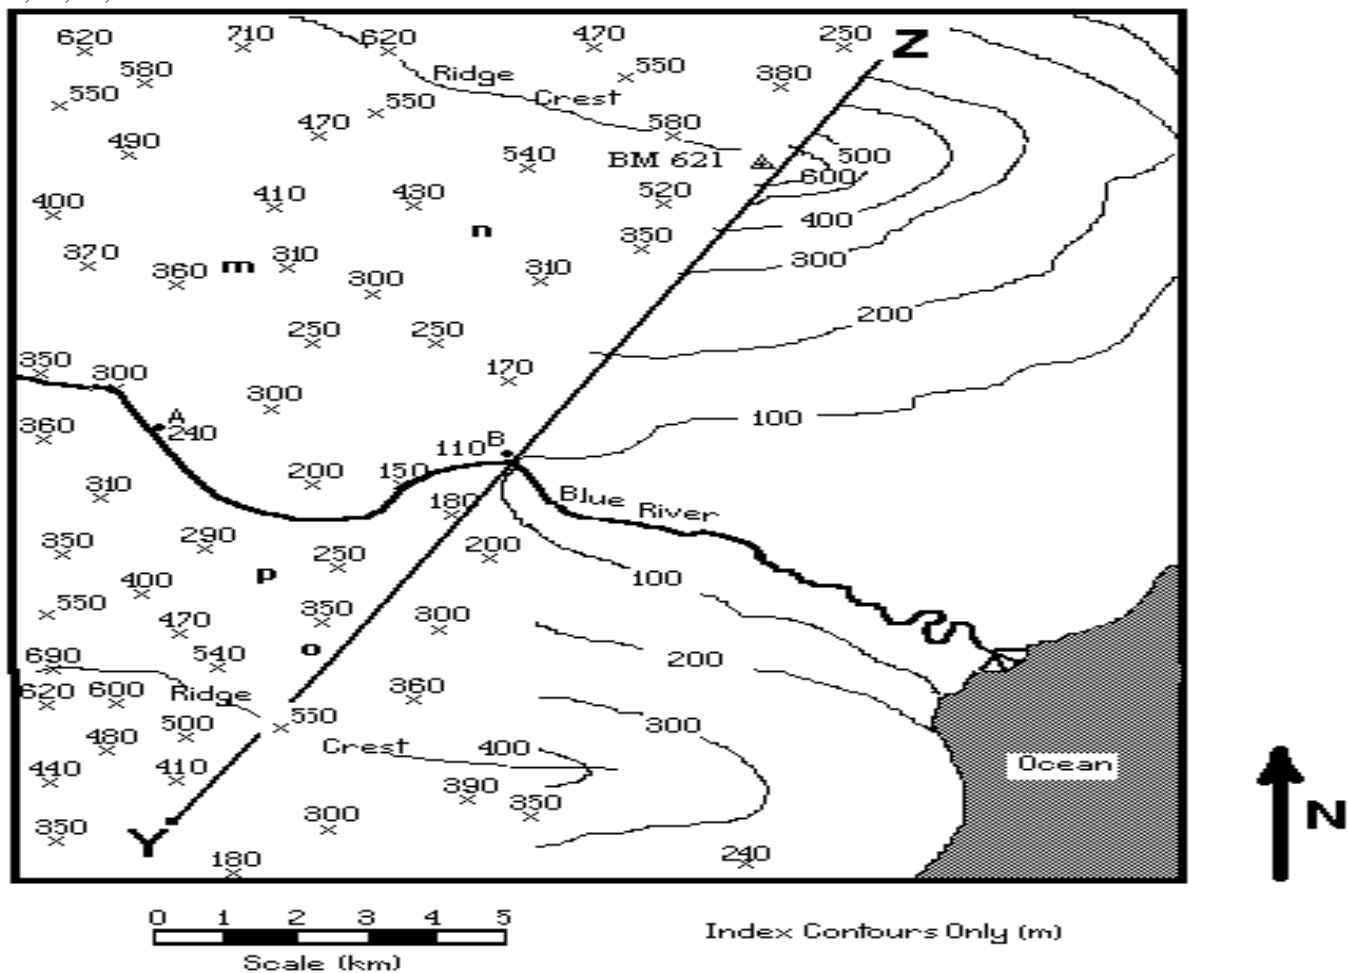 620 710 620 470 250 Z
580 Ridge 550 380
550 550 Crest
470 580
490 540 BM 621 500
600
400 410 430 520 400
n 350
370 360 m 310 310 300
300
250 250 200
350 300 170
300 100
360 A
240 110 B
310 200 150 180 Blue River
350 290 250 200
400 p 100
550 470 350 300
o
690 540 200
620 600 Ridge 360
500 550 300
480 Crest 400
440 410 390 350 Ocean
350 300
Y 240
180
N
0 1 2 3 4 5
Scale (km)
Index Contours Only (m)